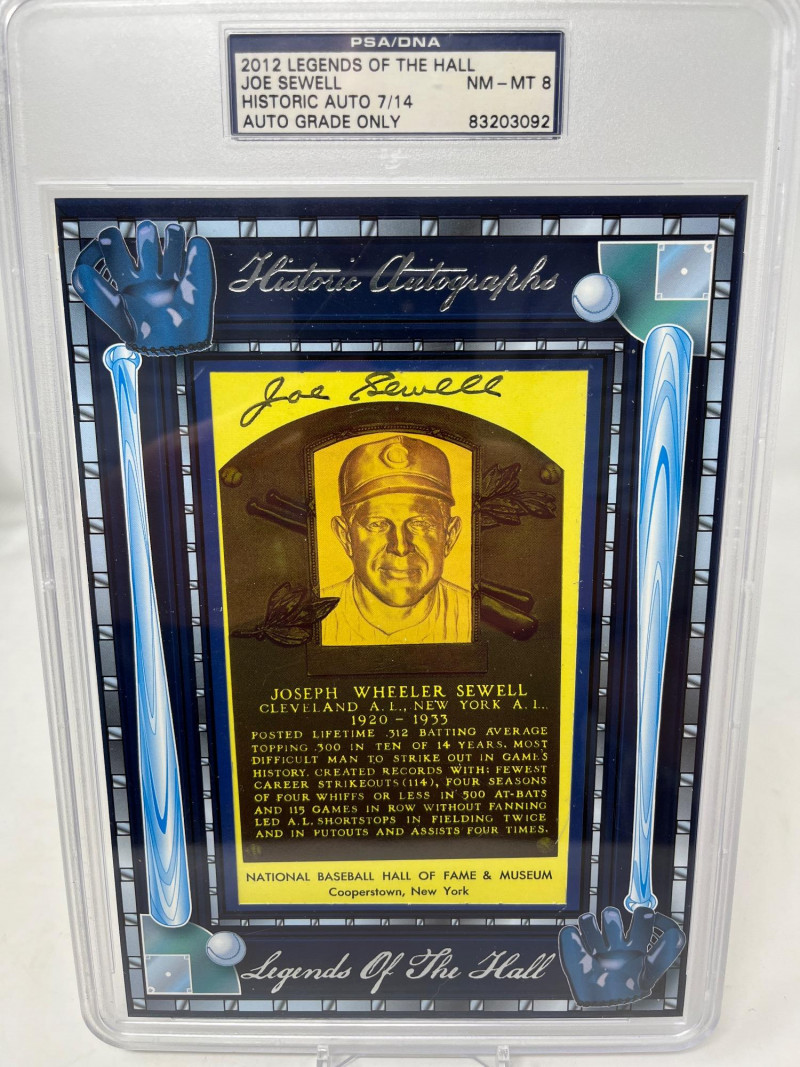 PSA/DNA
2012 LEGENDS OF THE HALL
JOE SEWELL NM-MT 8
HISTORIC AUTO 7/14
AUTO GRADE ONLY 83203092
Historic Autographs
Joe Sewell
C
JOSEPH WHEELER SEWELL
CLEVELAND A.L., NEW YORK A.L.
1920 - 1933
POSTED LIFETIME .312 BATTING AVERAGE
TOPPING .300 IN TEN OF 14 YEARS. MOST
DIFFICULT MAN TO STRIKE OUT IN GAME'S
HISTORY. CREATED RECORDS WITH: FEWEST
CAREER STRIKEOUTS (114), FOUR SEASONS
OF FOUR WHIFFS OR LESS IN 500 AT-BATS
AND 115 GAMES IN ROW WITHOUT FANNING
LED A.L. SHORTSTOPS IN FIELDING TWICE
AND IN PUTOUTS AND ASSISTS FOUR TIMES.
NATIONAL BASEBALL HALL OF FAME & MUSEUM
Cooperstown, New York
Legends Of The Hall